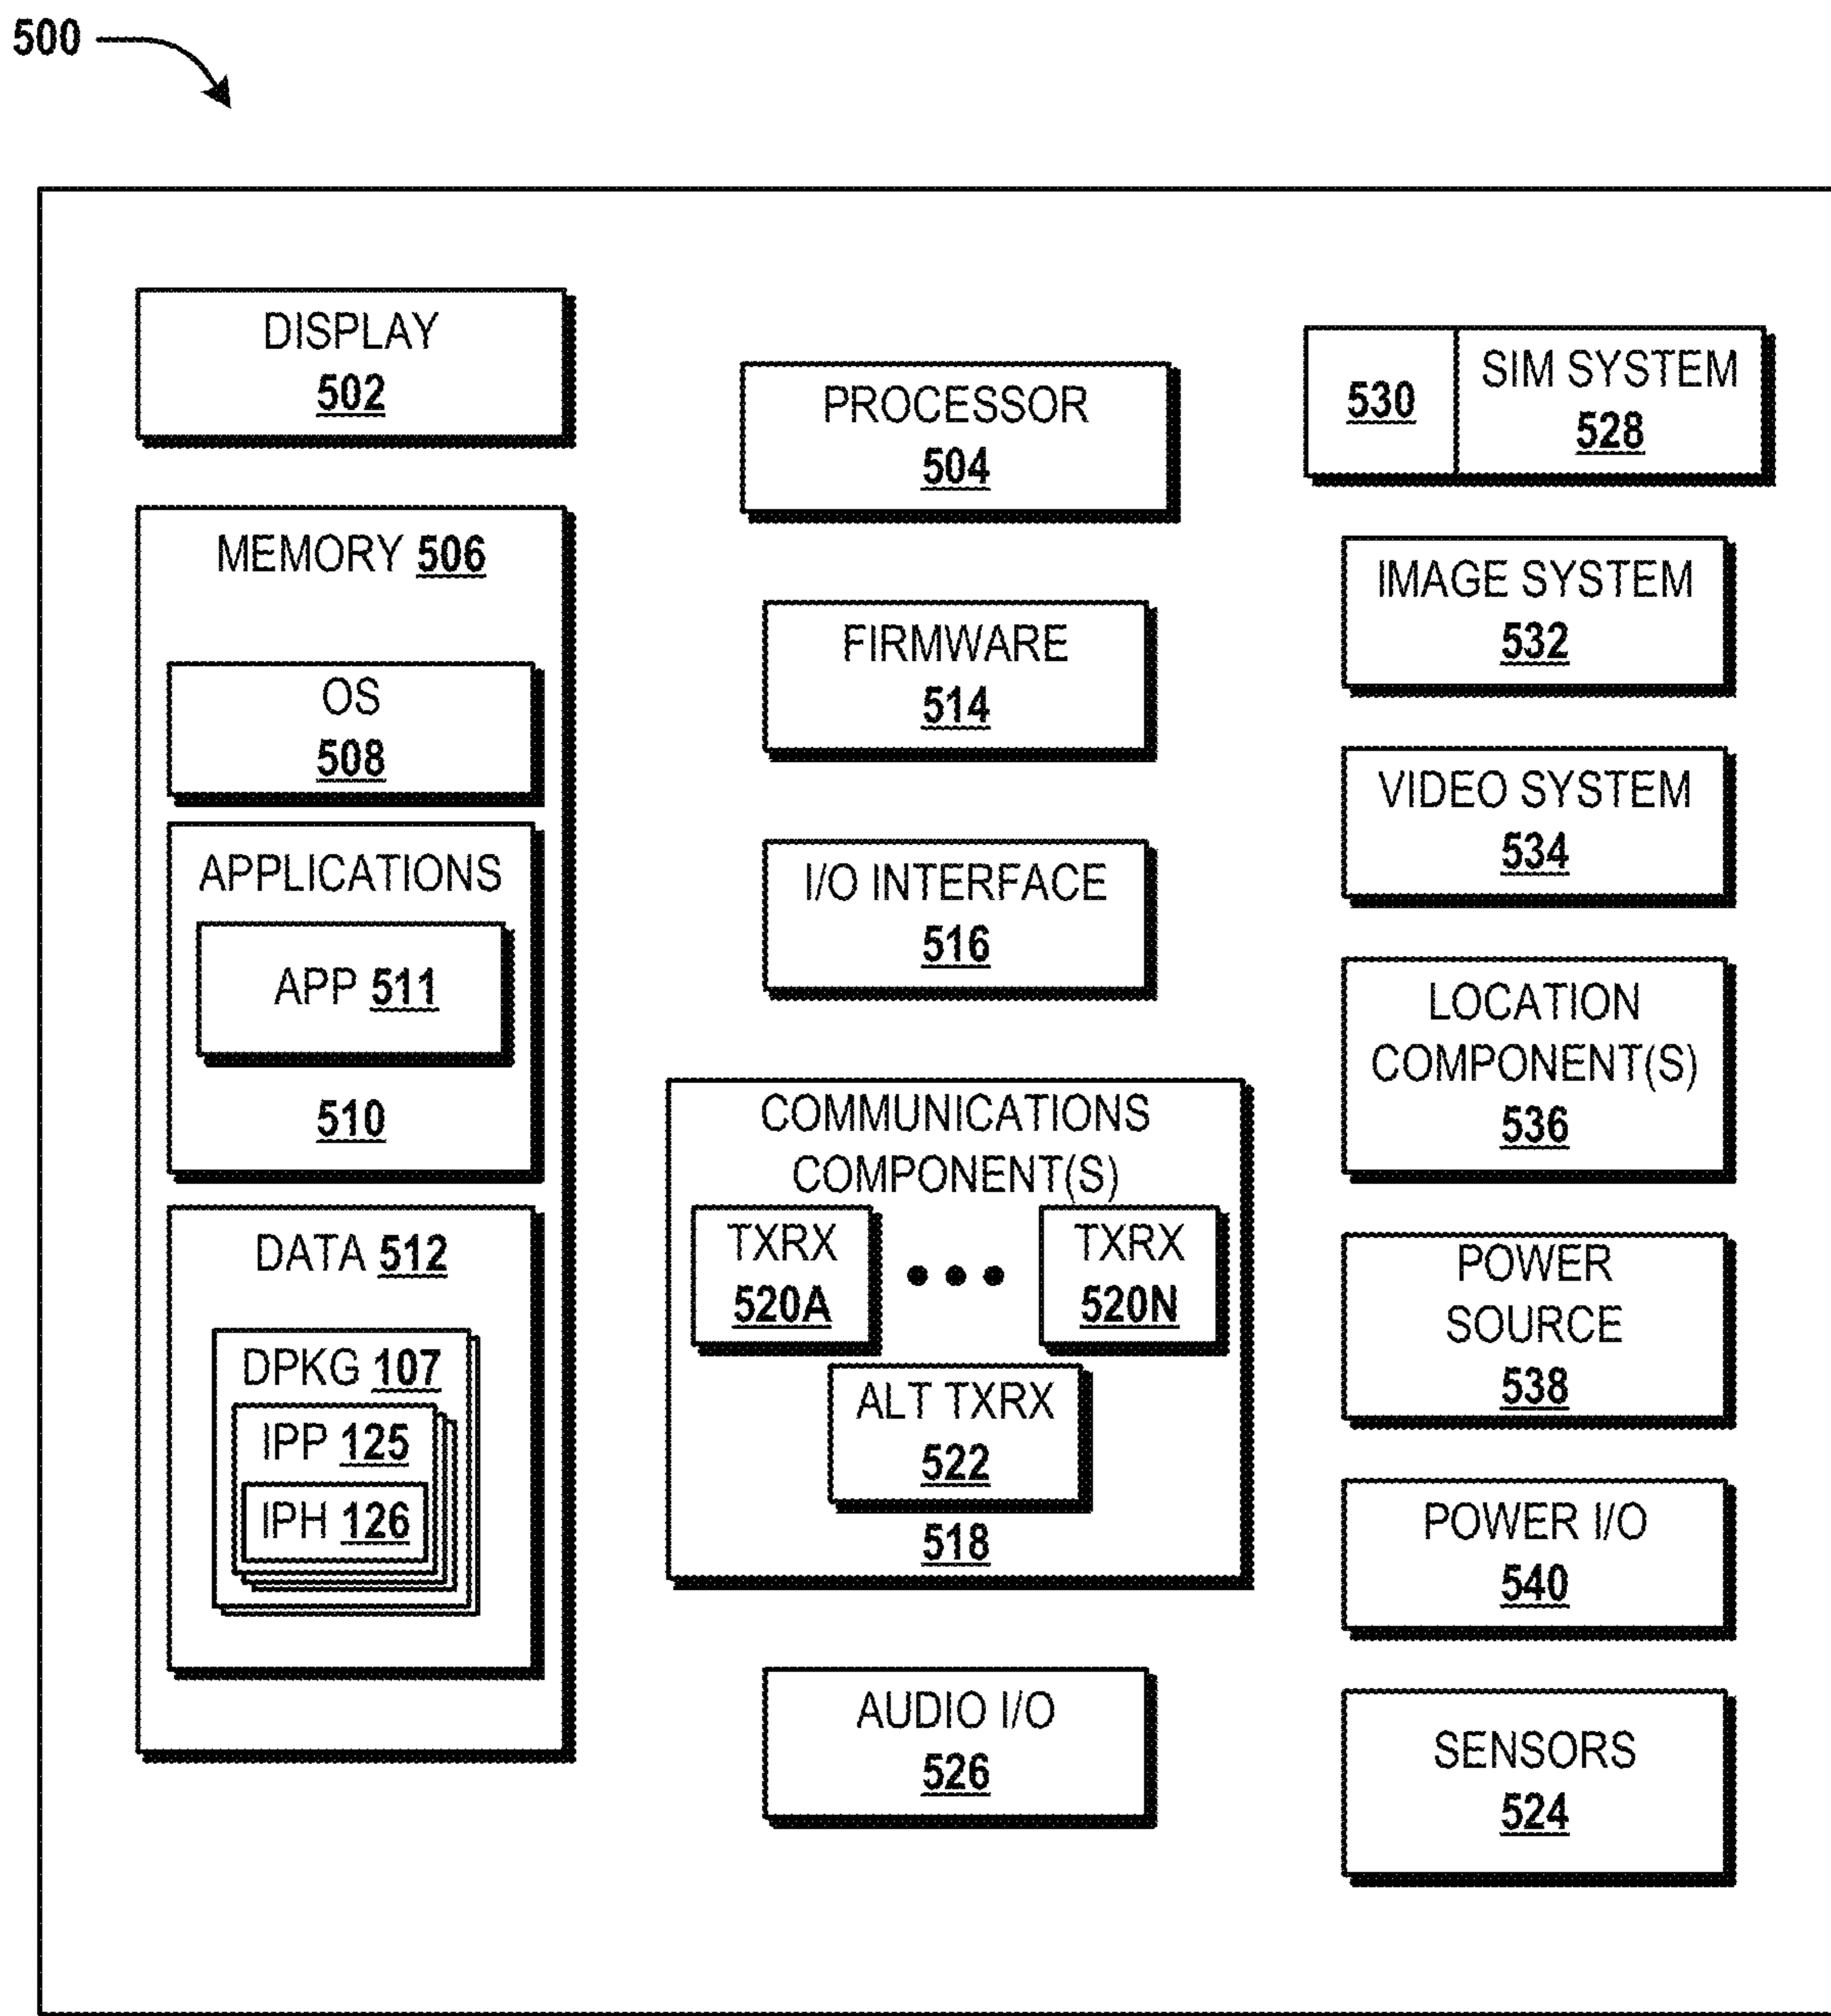 500
DISPLAY
502
MEMORY 506
OS
508
APPLICATIONS
APP 511
510
DATA 512
DPKG 107
IPP 125
IPH 126
PROCESSOR
504
FIRMWARE
514
I/O INTERFACE
516
COMMUNICATIONS
COMPONENT(S)
TXRX
520A
TXRX
520N
ALT TXRX
522
518
AUDIO I/O
526
530
SIM SYSTEM
528
IMAGE SYSTEM
532
VIDEO SYSTEM
534
LOCATION
COMPONENT(S)
536
POWER
SOURCE
538
POWER I/O
540
SENSORS
524